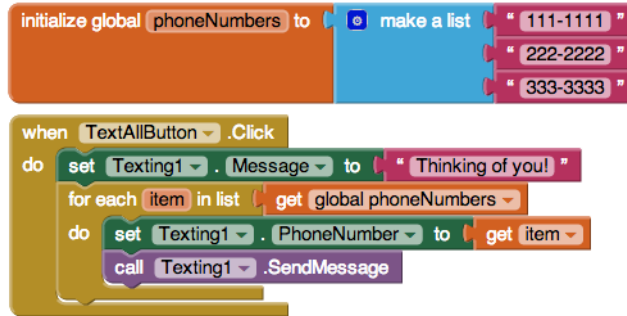 initialize global phoneNumbers to make a list " 111-1111 "
" 222-2222 "
" 333-3333 "
when TextAllButton .Click
do set Texting1 . Message to " Thinking of you! "
for each item in list get global phoneNumbers
do set Texting1 . PhoneNumber to get item
call Texting1 .SendMessage